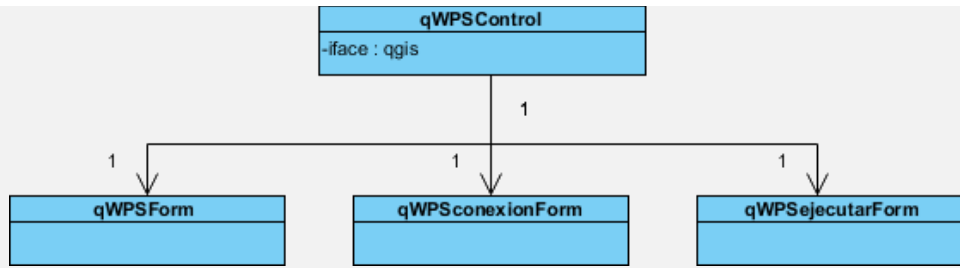 qWPSControl
-iface : qgis
1
1
1
1
qWPSForm
qWPSconexionForm
qWPSejecutarForm